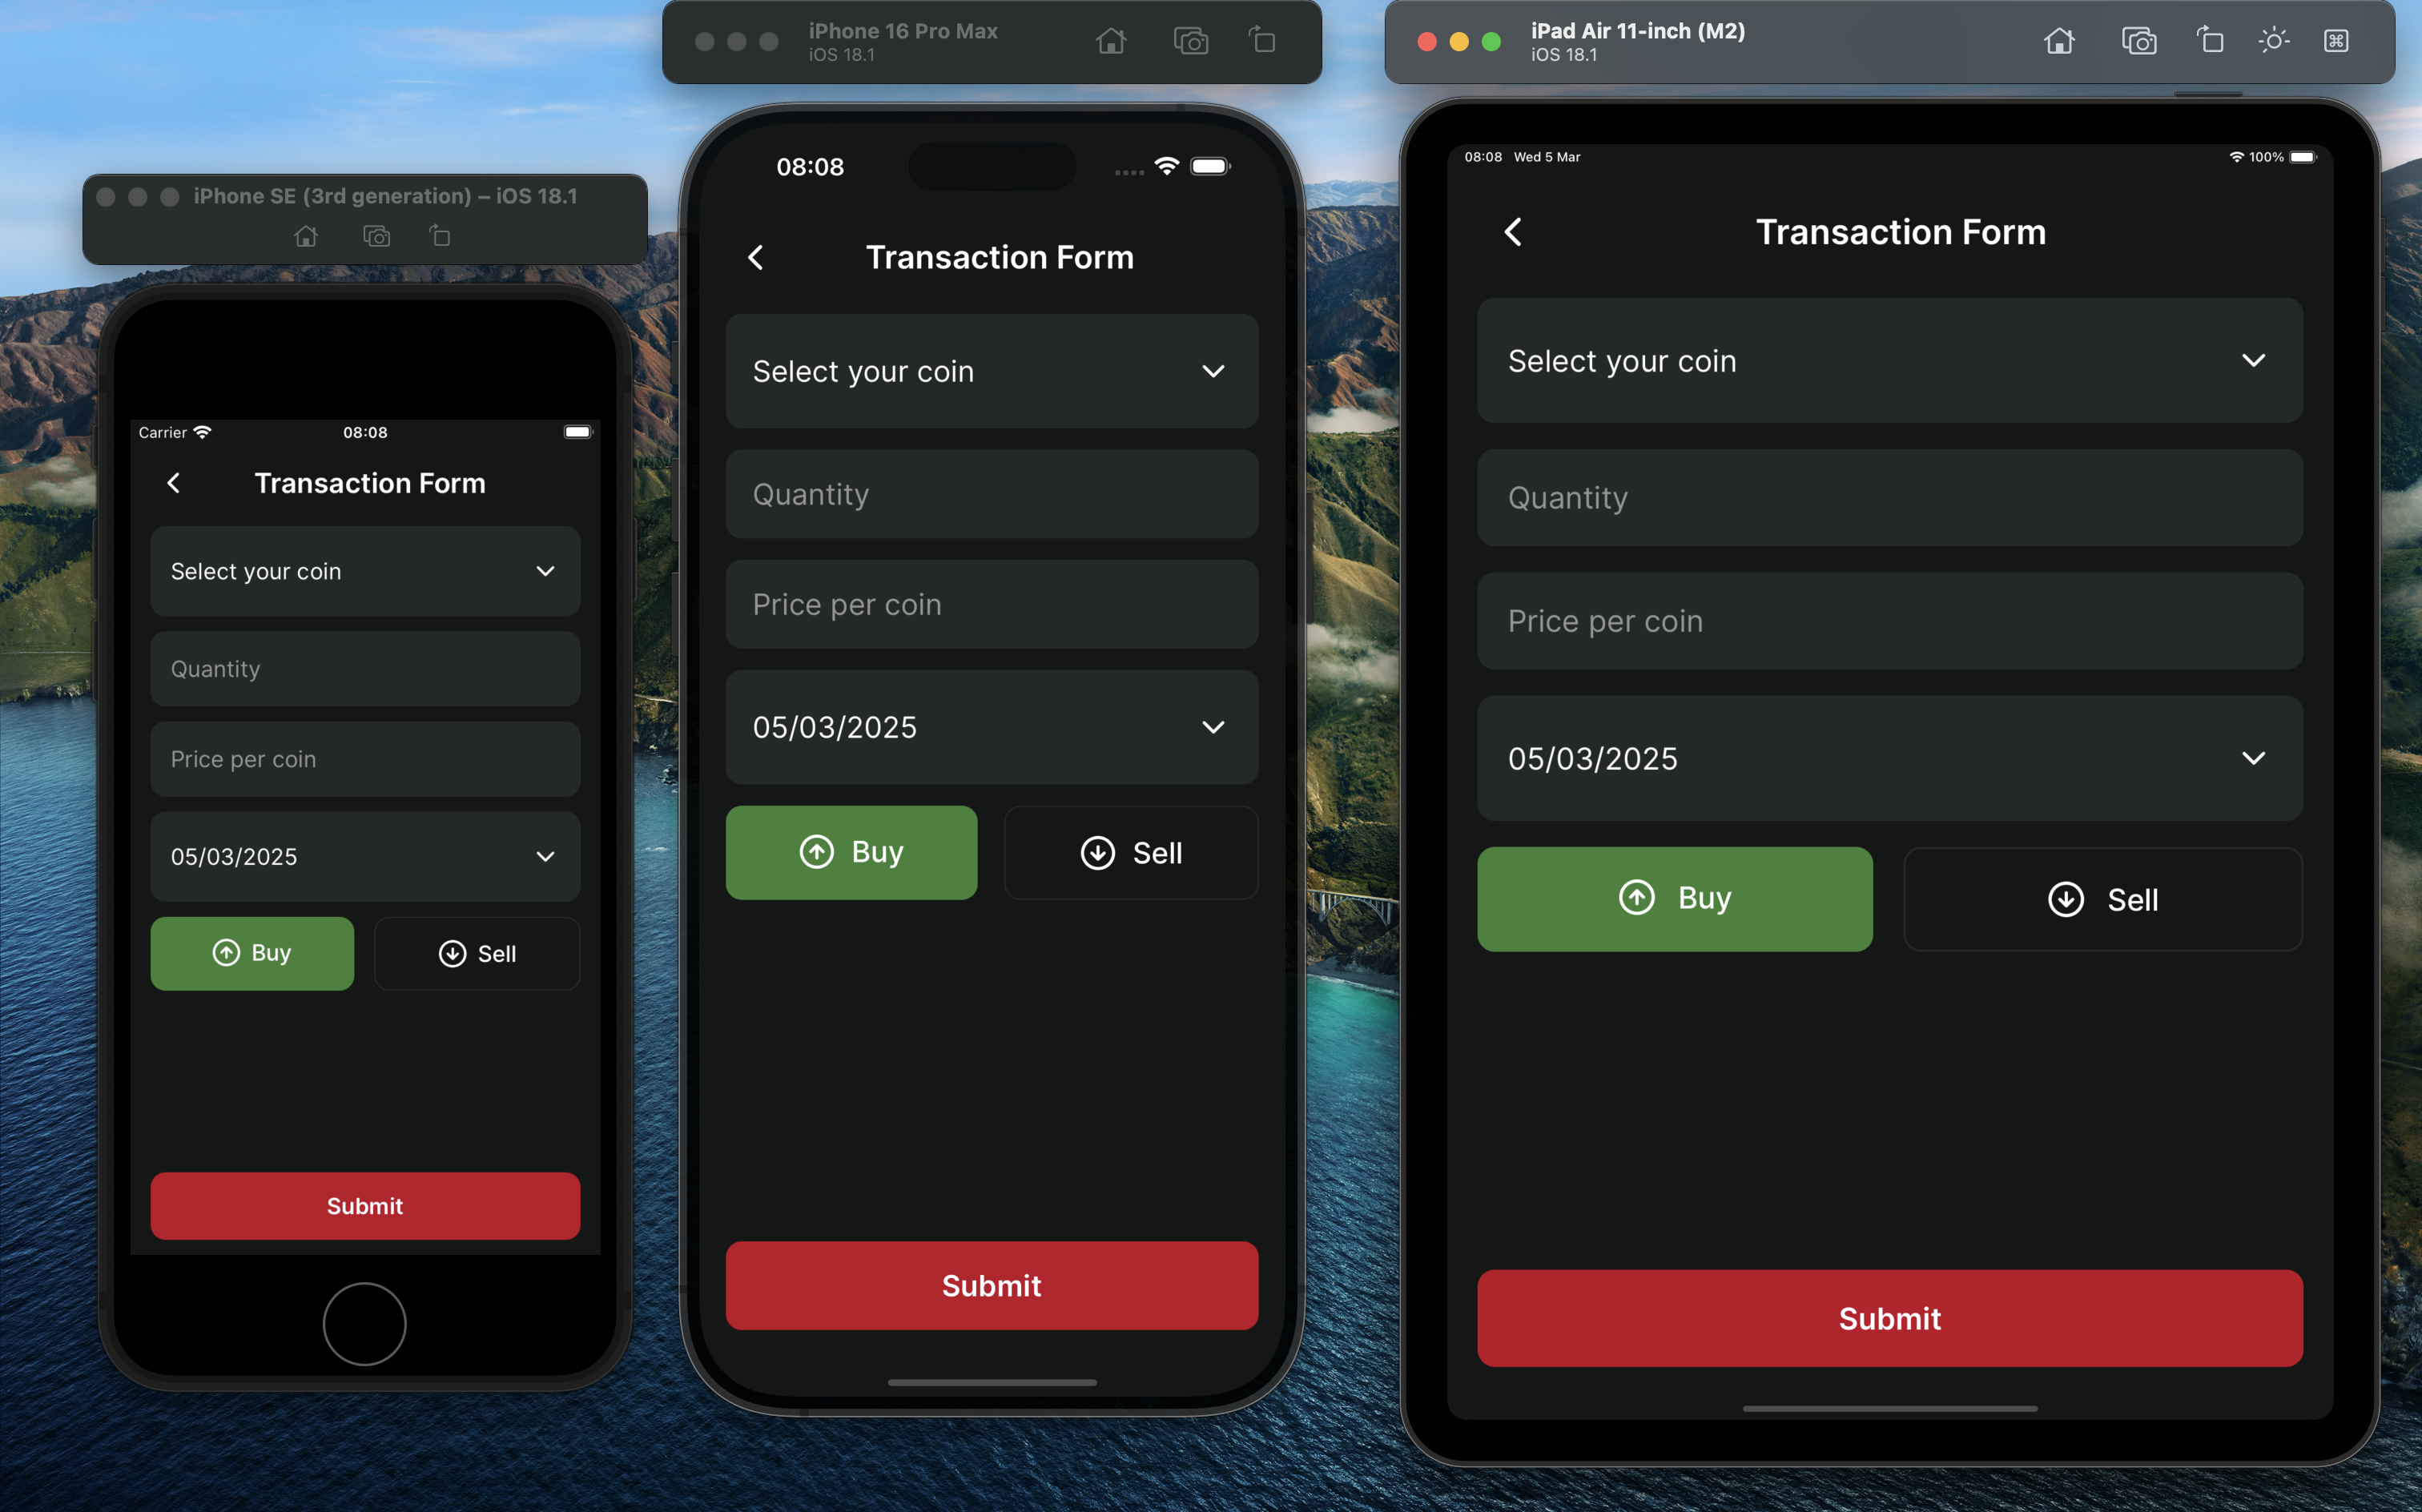 iPhone SE (3rd generation) – iOS 18.1
Carrier
08:08
Transaction Form
Select your coin
Quantity
Price per coin
05/03/2025
Buy
Sell
Submit
iPhone 16 Pro Max
iOS 18.1
08:08
Transaction Form
Select your coin
Quantity
Price per coin
05/03/2025
Buy
Sell
Submit
iPad Air 11-inch (M2)
iOS 18.1
08:08 Wed 5 Mar
100%
Transaction Form
Select your coin
Quantity
Price per coin
05/03/2025
Buy
Sell
Submit